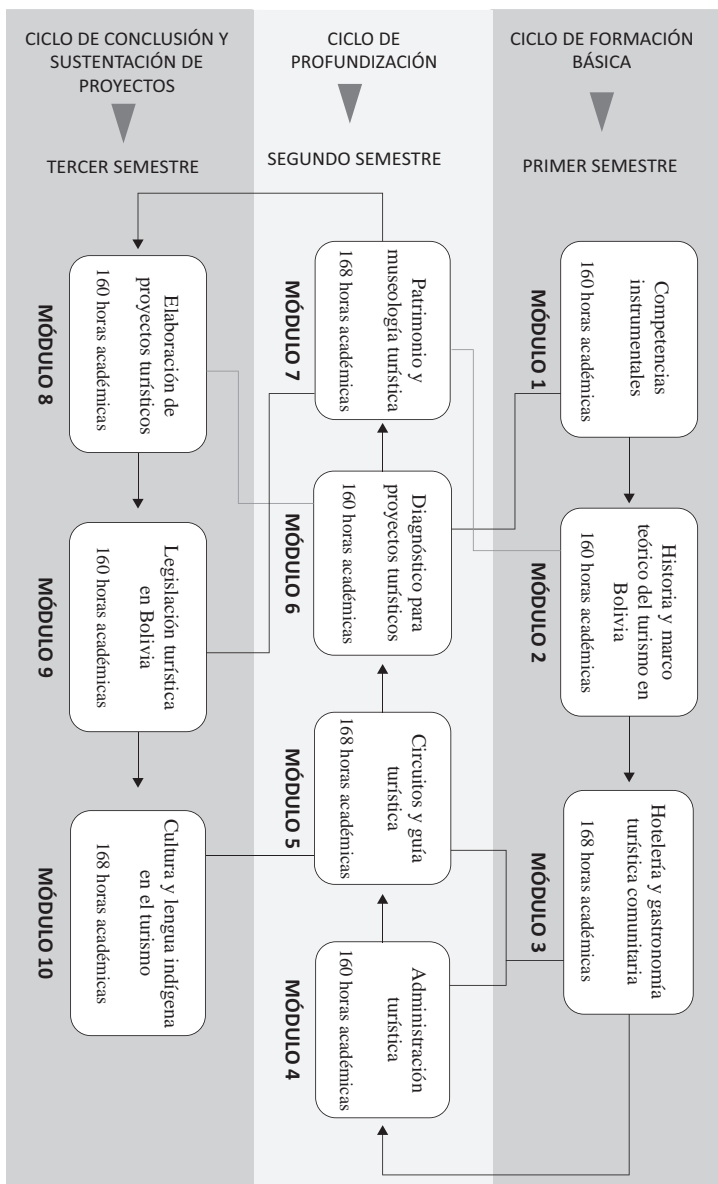 CICLO DE FORMACIÓN
BÁSICA
PRIMER SEMESTRE
Competencias
instrumentales
160 horas académicas
MÓDULO 1
Historia y marco
teórico del turismo en
Bolivia
160 horas académicas
MÓDULO 2
Hotelería y gastronomía
turística comunitaria
168 horas académicas
MÓDULO 3
CICLO DE
PROFUNDIZACIÓN
SEGUNDO SEMESTRE
Administración
turística
160 horas académicas
MÓDULO 4
Circuitos y guía
turística
168 horas académicas
MÓDULO 5
Diagnóstico para
proyectos turísticos
160 horas académicas
MÓDULO 6
Patrimonio y
museología turística
168 horas académicas
MÓDULO 7
CICLO DE CONCLUSIÓN Y
SUSTENTACIÓN DE
PROYECTOS
TERCER SEMESTRE
Elaboración de
proyectos turísticos
160 horas académicas
MÓDULO 8
Legislación turística
en Bolivia
160 horas académicas
MÓDULO 9
Cultura y lengua indígena
en el turismo
168 horas académicas
MÓDULO 10